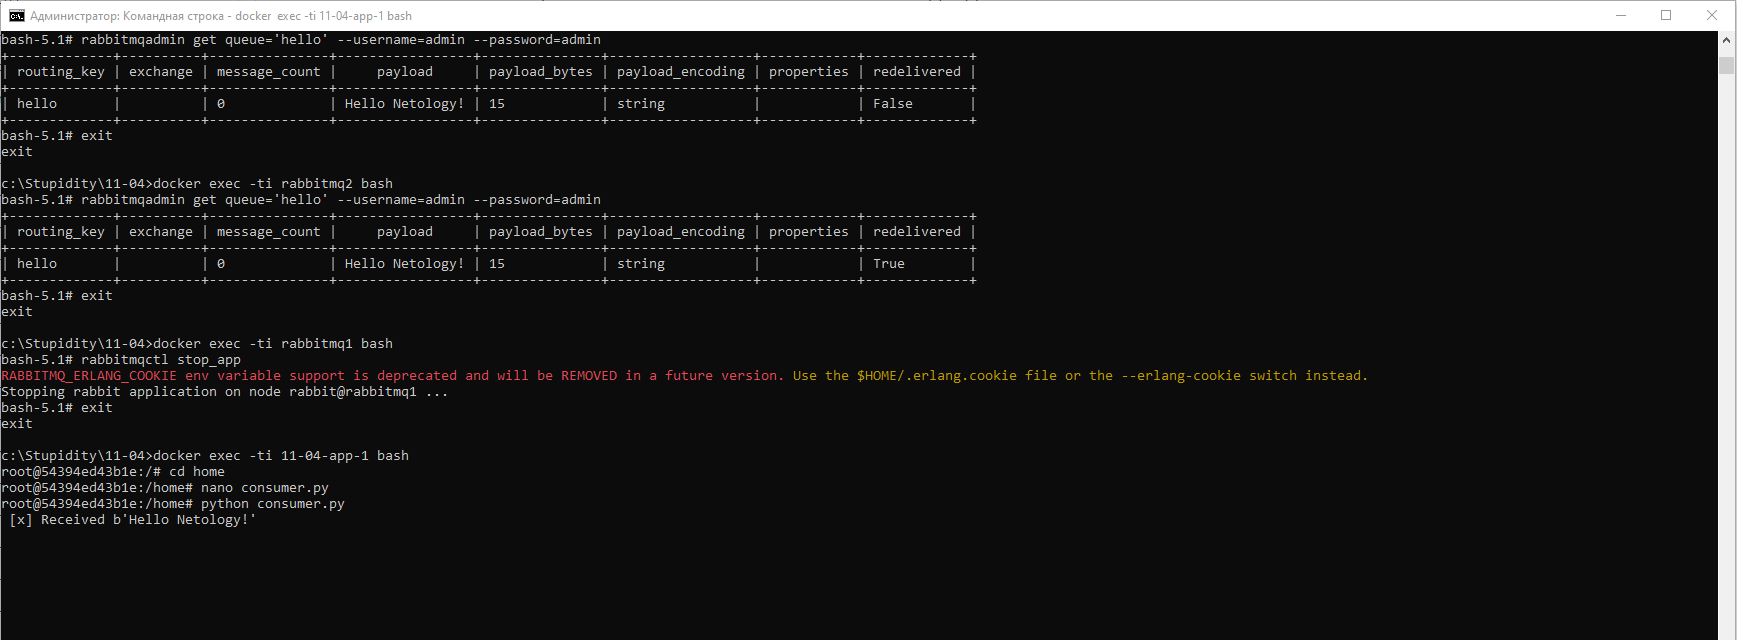 Администратор: Командная строка - docker  exec -ti 11-04-app-1 bash
bash-5.1# rabbitmqadmin get queue='hello' --username=admin --password=admin
+-------------+----------+---------------+-----------------+---------------+------------------+------------+-------------+
| routing_key | exchange | message_count |     payload     | payload_bytes | payload_encoding | properties | redelivered |
+-------------+----------+---------------+-----------------+---------------+------------------+------------+-------------+
| hello       |          | 0             | Hello Netology! | 15            | string           |            | False       |
+-------------+----------+---------------+-----------------+---------------+------------------+------------+-------------+
bash-5.1# exit
exit
c:\Stupidity\11-04>docker exec -ti rabbitmq2 bash
bash-5.1# rabbitmqadmin get queue='hello' --username=admin --password=admin
+-------------+----------+---------------+-----------------+---------------+------------------+------------+-------------+
| routing_key | exchange | message_count |     payload     | payload_bytes | payload_encoding | properties | redelivered |
+-------------+----------+---------------+-----------------+---------------+------------------+------------+-------------+
| hello       |          | 0             | Hello Netology! | 15            | string           |            | True        |
+-------------+----------+---------------+-----------------+---------------+------------------+------------+-------------+
bash-5.1# exit
exit
c:\Stupidity\11-04>docker exec -ti rabbitmq1 bash
bash-5.1# rabbitmqctl stop_app
RABBITMQ_ERLANG_COOKIE env variable support is deprecated and will be REMOVED in a future version. Use the $HOME/.erlang.cookie file or the --erlang-cookie switch instead.
Stopping rabbit application on node rabbit@rabbitmq1 ...
bash-5.1# exit
exit
c:\Stupidity\11-04>docker exec -ti 11-04-app-1 bash
root@54394ed43b1e:/# cd home
root@54394ed43b1e:/home# nano consumer.py
root@54394ed43b1e:/home# python consumer.py
 [x] Received b'Hello Netology!'